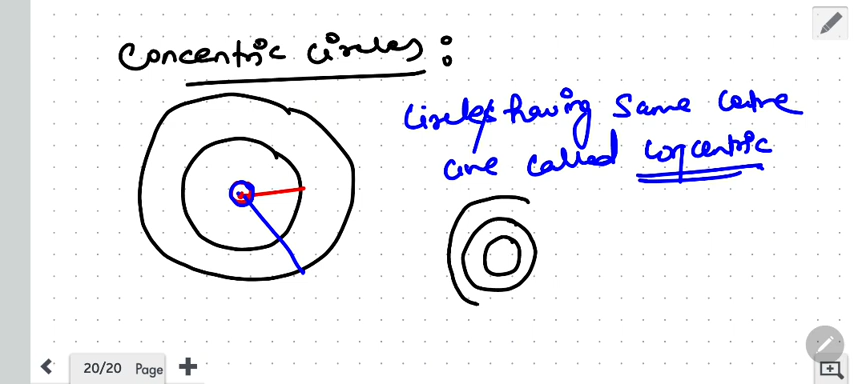 Concentric circles :
Circles having same centre
are called concentric
20/20 Page